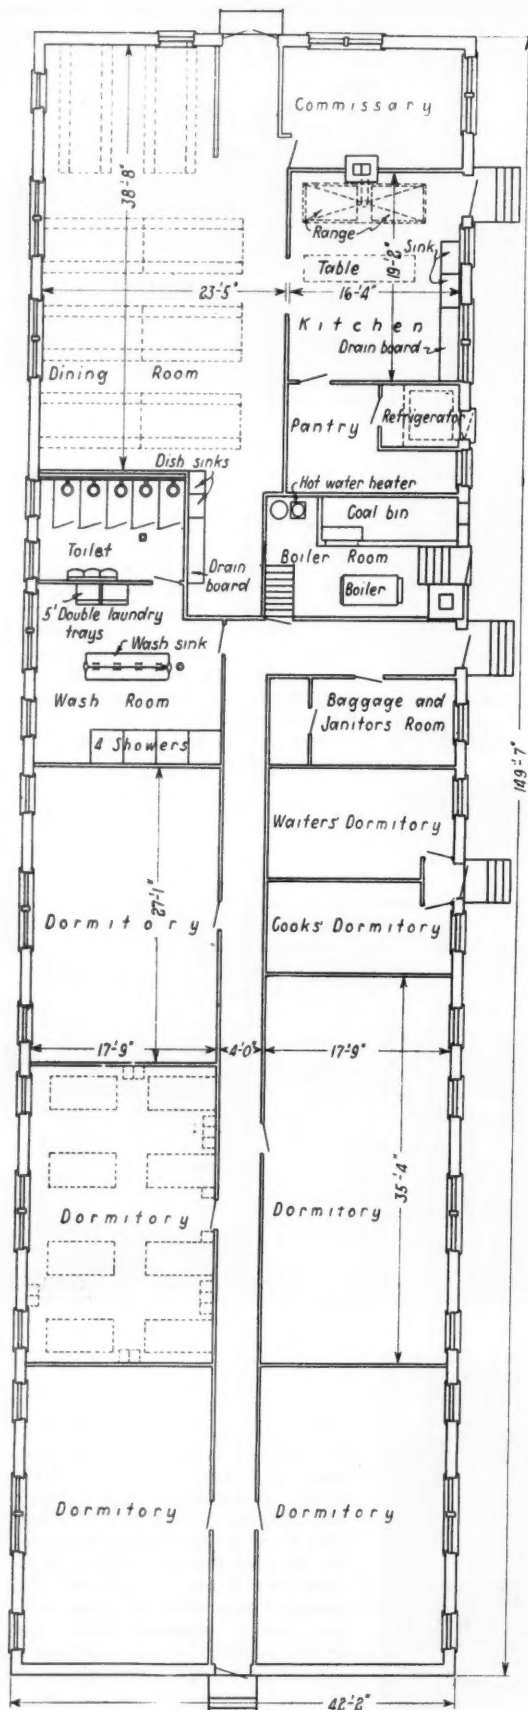 Commissary
38'-8"
Range
Sink
Table
19'-2"
23'-5"
16'-4"
Kitchen
Drain board
Dining Room
Refrigerator
Pantry
Dish sinks
Hot water heater
Coal bin
Toilet
Drain
board
Boiler Room
Boiler
5' Double laundry
trays
Wash sink
Wash Room
Baggage and
Janitors Room
4 Showers
149'-7"
Waiters' Dormitory
27'-1"
Dormitory
Cooks' Dormitory
17'-9"
4'-0"
17'-9"
35'-4"
Dormitory
Dormitory
Dormitory
Dormitory
42'-2"